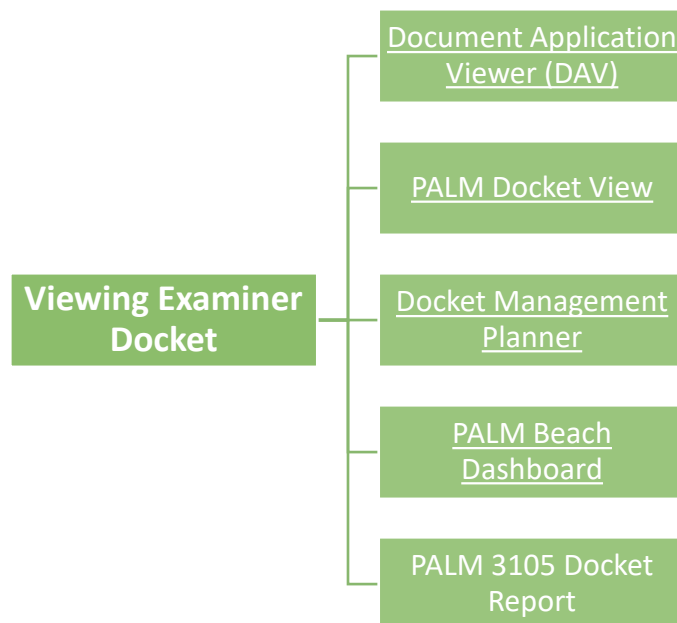 Document Application
Viewer (DAV)
PALM Docket View
Viewing Examiner
Docket
Docket Management
Planner
PALM Beach
Dashboard
PALM 3105 Docket
Report